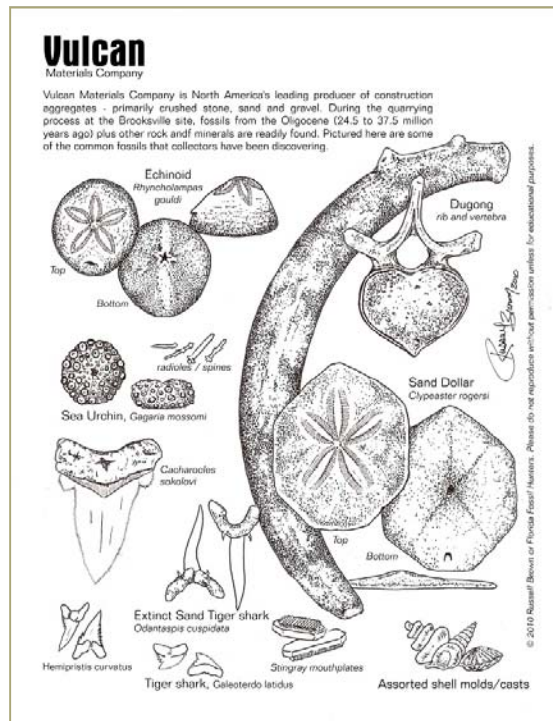 Vulcan
Materials Company
Vulcan Materials Company is North America's leading producer of construction
aggregates - primarily crushed stone, sand and gravel. During the quarrying
process at the Brooksville site, fossils from the Oligocene (24.5 to 37.5 million
years ago) plus other rock andf minerals are readily found. Pictured here are some
of the common fossils that collectors have been discovering.
Echinoid
Rhyncholampas
gouldi
Top
Bottom
Dugong
rib and vertebra
radioles / spines
Sea Urchin, Gagaria mossomi
Sand Dollar
Clypeaster rogersi
Cacharocles
sokolovi
Top
Bottom
Extinct Sand Tiger shark
Odantaspis cuspidata
Hemipristis curvatus
Tiger shark, Galeoterdo latidus
Stingray mouthplates
Assorted shell molds/casts
© 2010 Russell Brown or Florida Fossil Hunters. Please do not reproduce without permission unless for educational purposes.